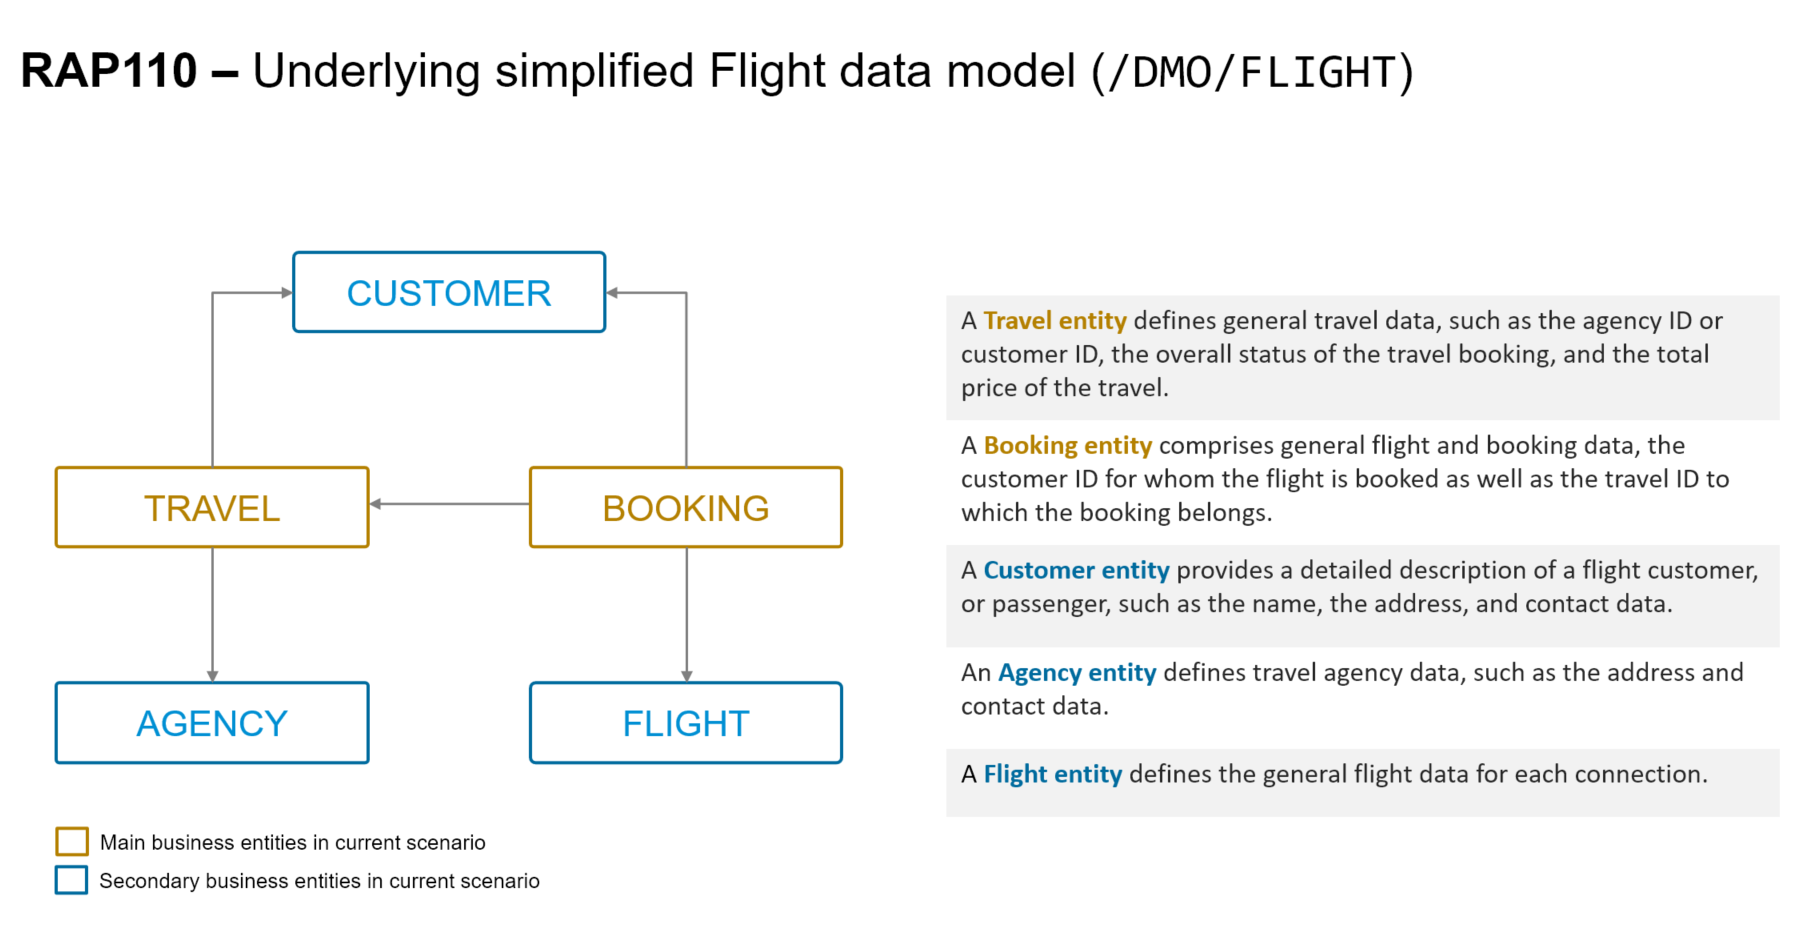 RAP110 – Underlying simplified Flight data model (/DMO/FLIGHT)
CUSTOMER
TRAVEL
BOOKING
AGENCY
FLIGHT
Main business entities in current scenario
Secondary business entities in current scenario
A Travel entity defines general travel data, such as the agency ID or
customer ID, the overall status of the travel booking, and the total
price of the travel.
A Booking entity comprises general flight and booking data, the
customer ID for whom the flight is booked as well as the travel ID to
which the booking belongs.
A Customer entity provides a detailed description of a flight customer,
or passenger, such as the name, the address, and contact data.
An Agency entity defines travel agency data, such as the address and
contact data.
A Flight entity defines the general flight data for each connection.